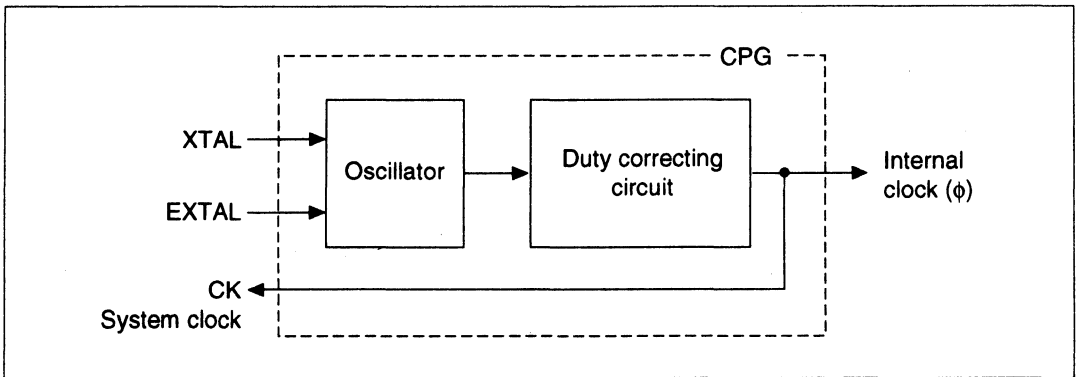 CPG
XTAL
EXTAL
Oscillator
Duty correcting
circuit
Internal
clock (ϕ)
CK
System clock